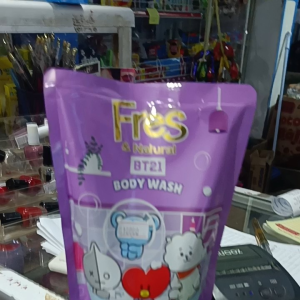 Fres
& Natural
BT21
BODY WASH